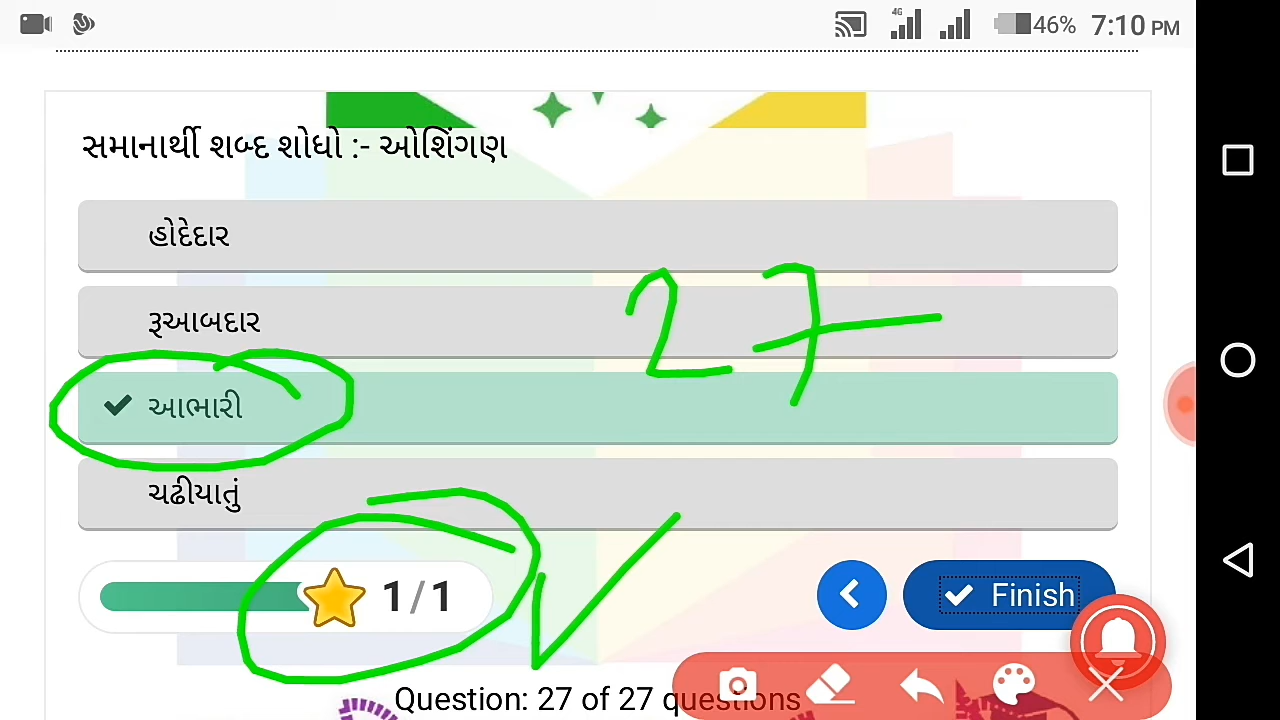 4G 46% 7:10 PM
સમાનાર્થી શબ્દ શોધો :- ઓશિંગણ
હોદેદાર
રૂઆબદાર
આભારી
ચઢીયાતું
27
1/1
Finish
Question: 27 of 27 questions